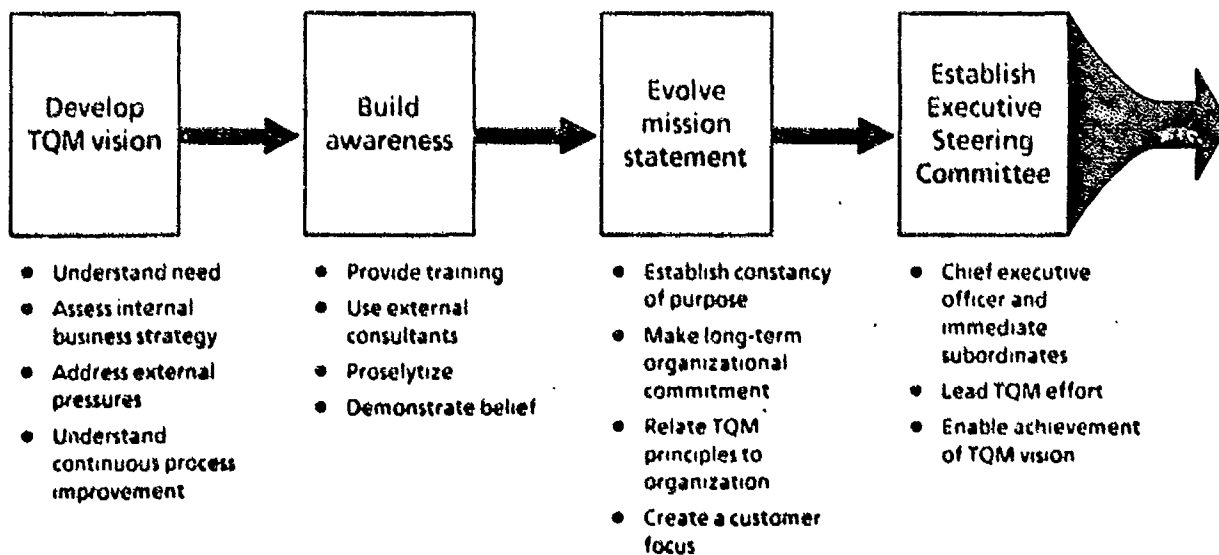 Develop
TQM vision
Build
awareness
Evolve
mission
statement
Establish
Executive
Steering
Committee
● Understand need
● Assess internal
business strategy
● Address external
pressures
● Understand
continuous process
improvement
● Provide training
● Use external
consultants
● Proselytize
● Demonstrate belief
● Establish constancy
of purpose
● Make long-term
organizational
commitment
● Relate TQM
principles to
organization
● Create a customer
focus
● Chief executive
officer and
immediate
subordinates
● Lead TQM effort
● Enable achievement
of TQM vision